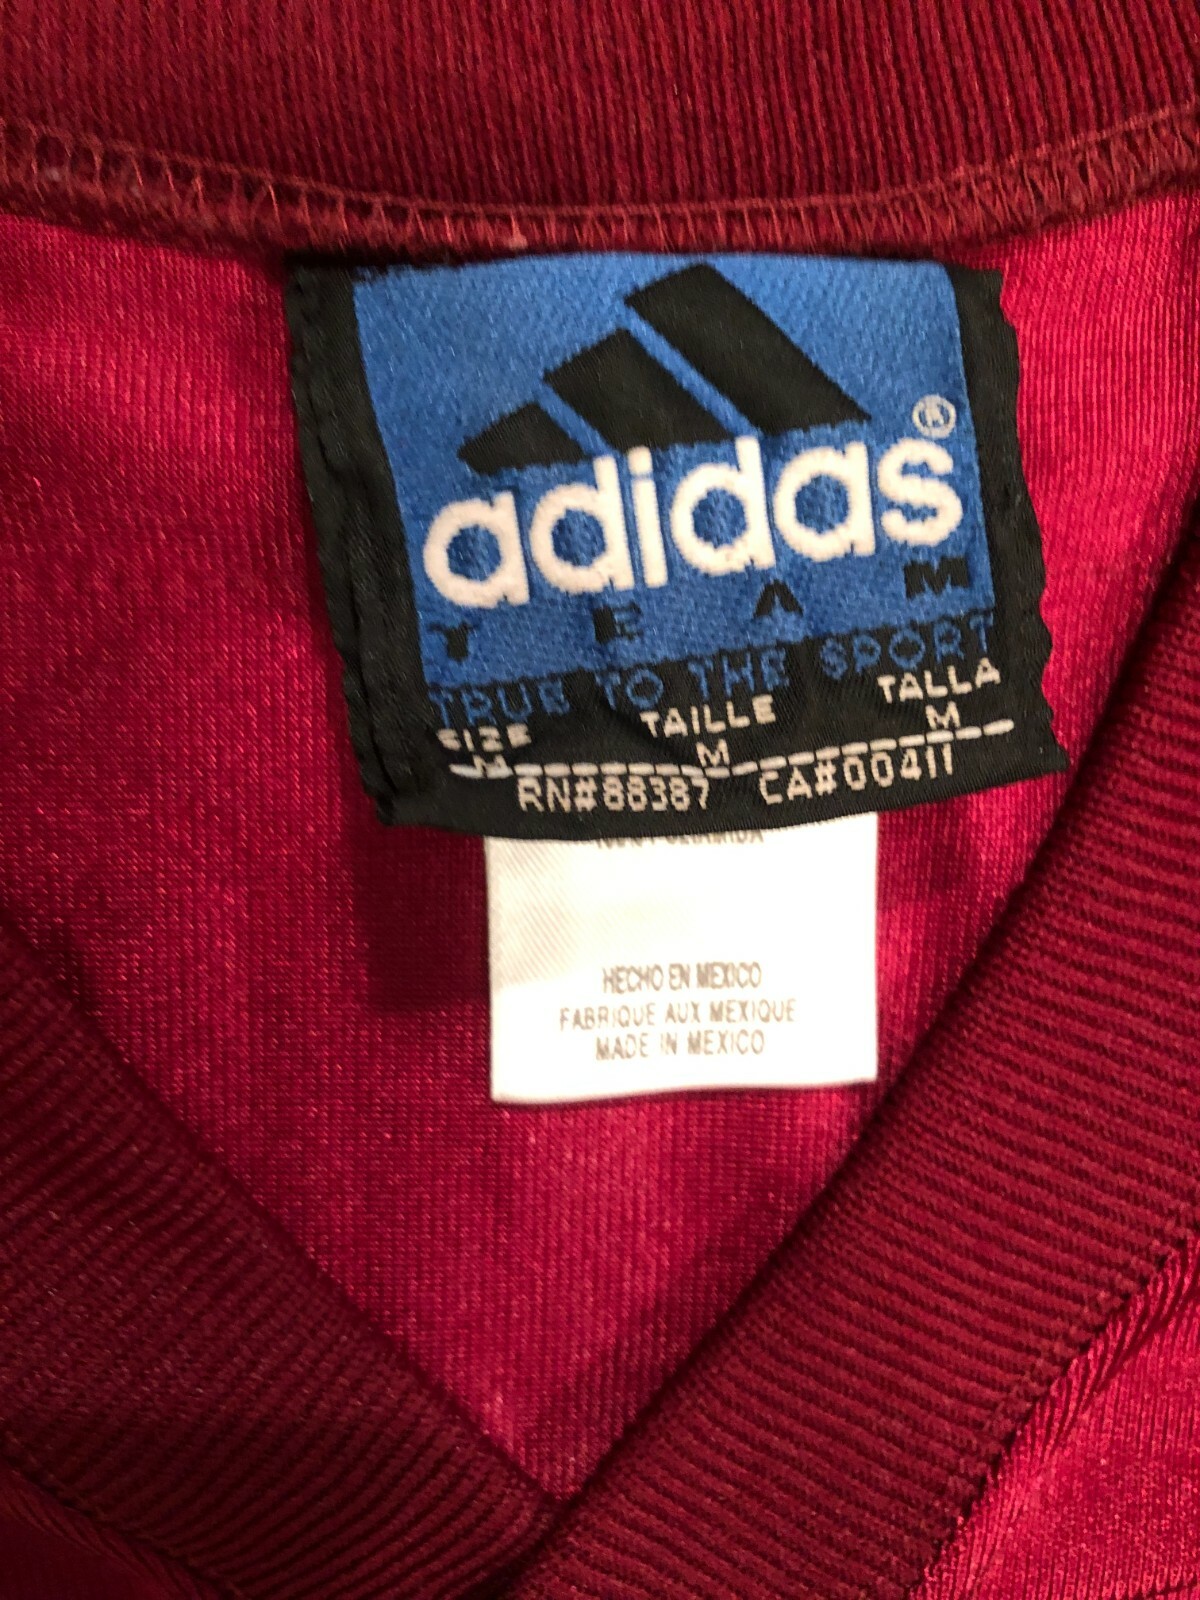 adidas®
TEAM
TRUE TO THE SPORT
SIZE TAILLE TALLA
M M M
RN#88387 CA#00411
HECHO EN MEXICO
FABRIQUE AUX MEXIQUE
MADE IN MEXICO